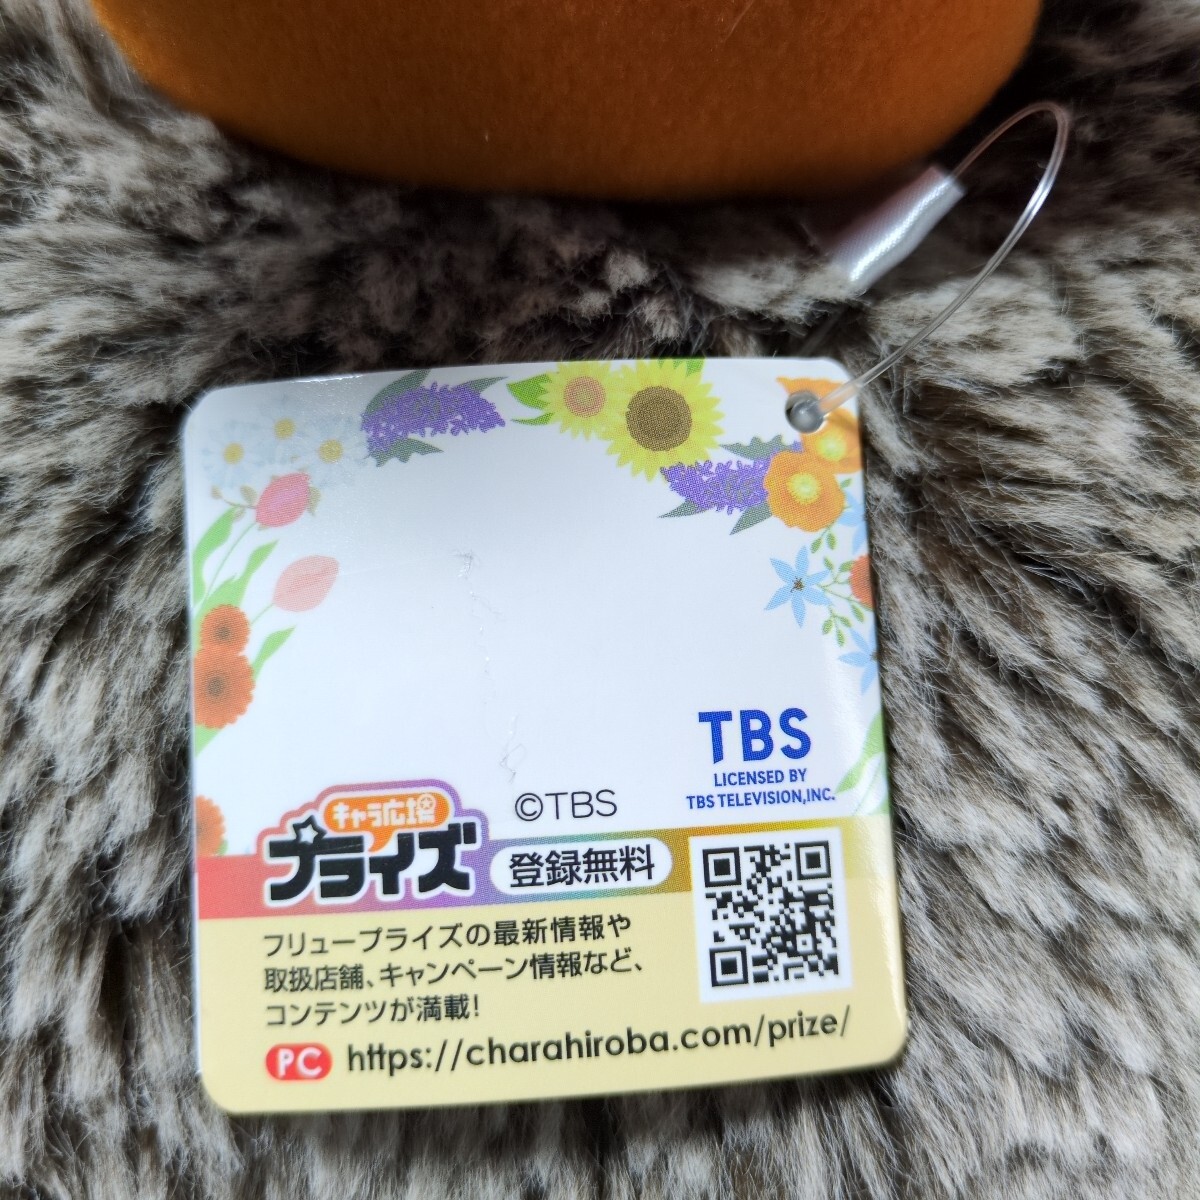 TBS
LICENSED BY
TBS TELEVISION,INC.
©TBS
キャラ広場
プライズ
登録無料
フリュープライズの最新情報や
取扱店舗、キャンペーン情報など、
コンテンツが満載!
PC https://charahiroba.com/prize/